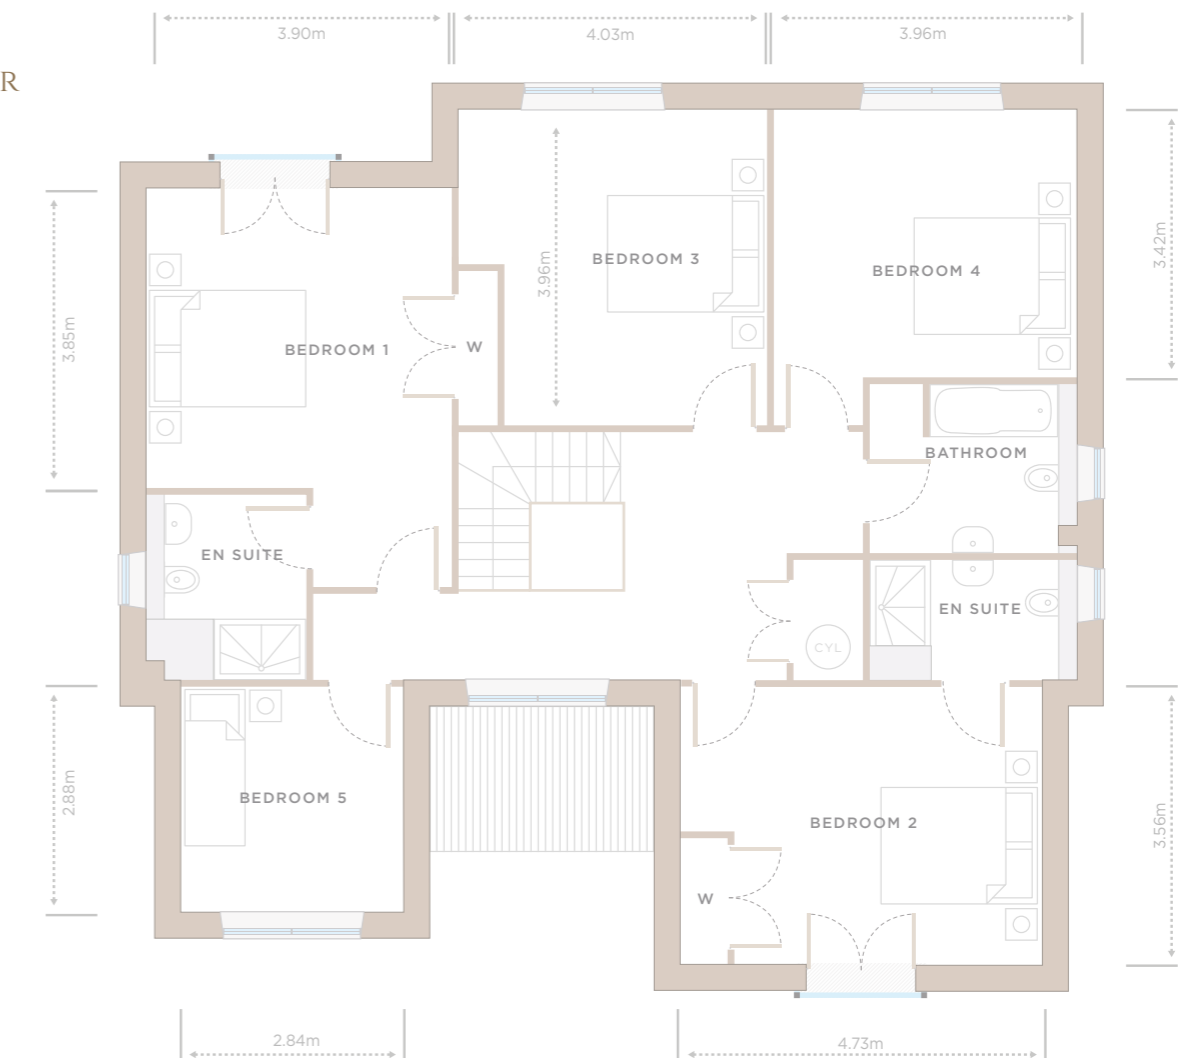 3.90m
4.03m
3.96m
R
3.42m
3.96m
BEDROOM 3
BEDROOM 4
3.85m
BEDROOM 1
W
BATHROOM
EN SUITE
EN SUITE
CYL
2.88m
BEDROOM 5
BEDROOM 2
3.56m
W
2.84m
4.73m